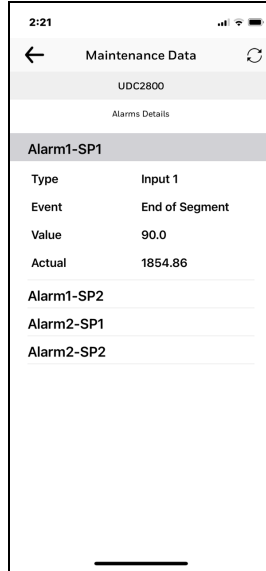 2:21
Maintenance Data
UDC2800
Alarms Details
Alarm1-SP1
Type Input 1
Event End of Segment
Value 90.0
Actual 1854.86
Alarm1-SP2
Alarm2-SP1
Alarm2-SP2